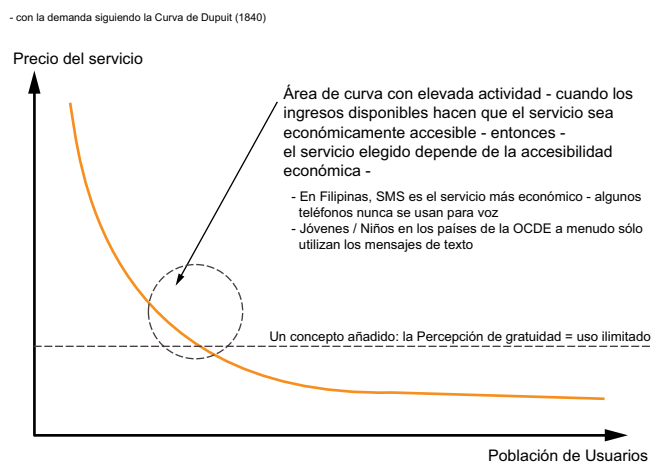 - con la demanda siguiendo la Curva de Dupuit (1840)
Precio del servicio
Área de curva con elevada actividad - cuando los
ingresos disponibles hacen que el servicio sea
económicamente accesible - entonces -
el servicio elegido depende de la accesibilidad
económica -
- En Filipinas, SMS es el servicio más económico - algunos
teléfonos nunca se usan para voz
- Jóvenes / Niños en los países de la OCDE a menudo sólo
utilizan los mensajes de texto
Un concepto añadido: la Percepción de gratuidad = uso ilimitado
Población de Usuarios